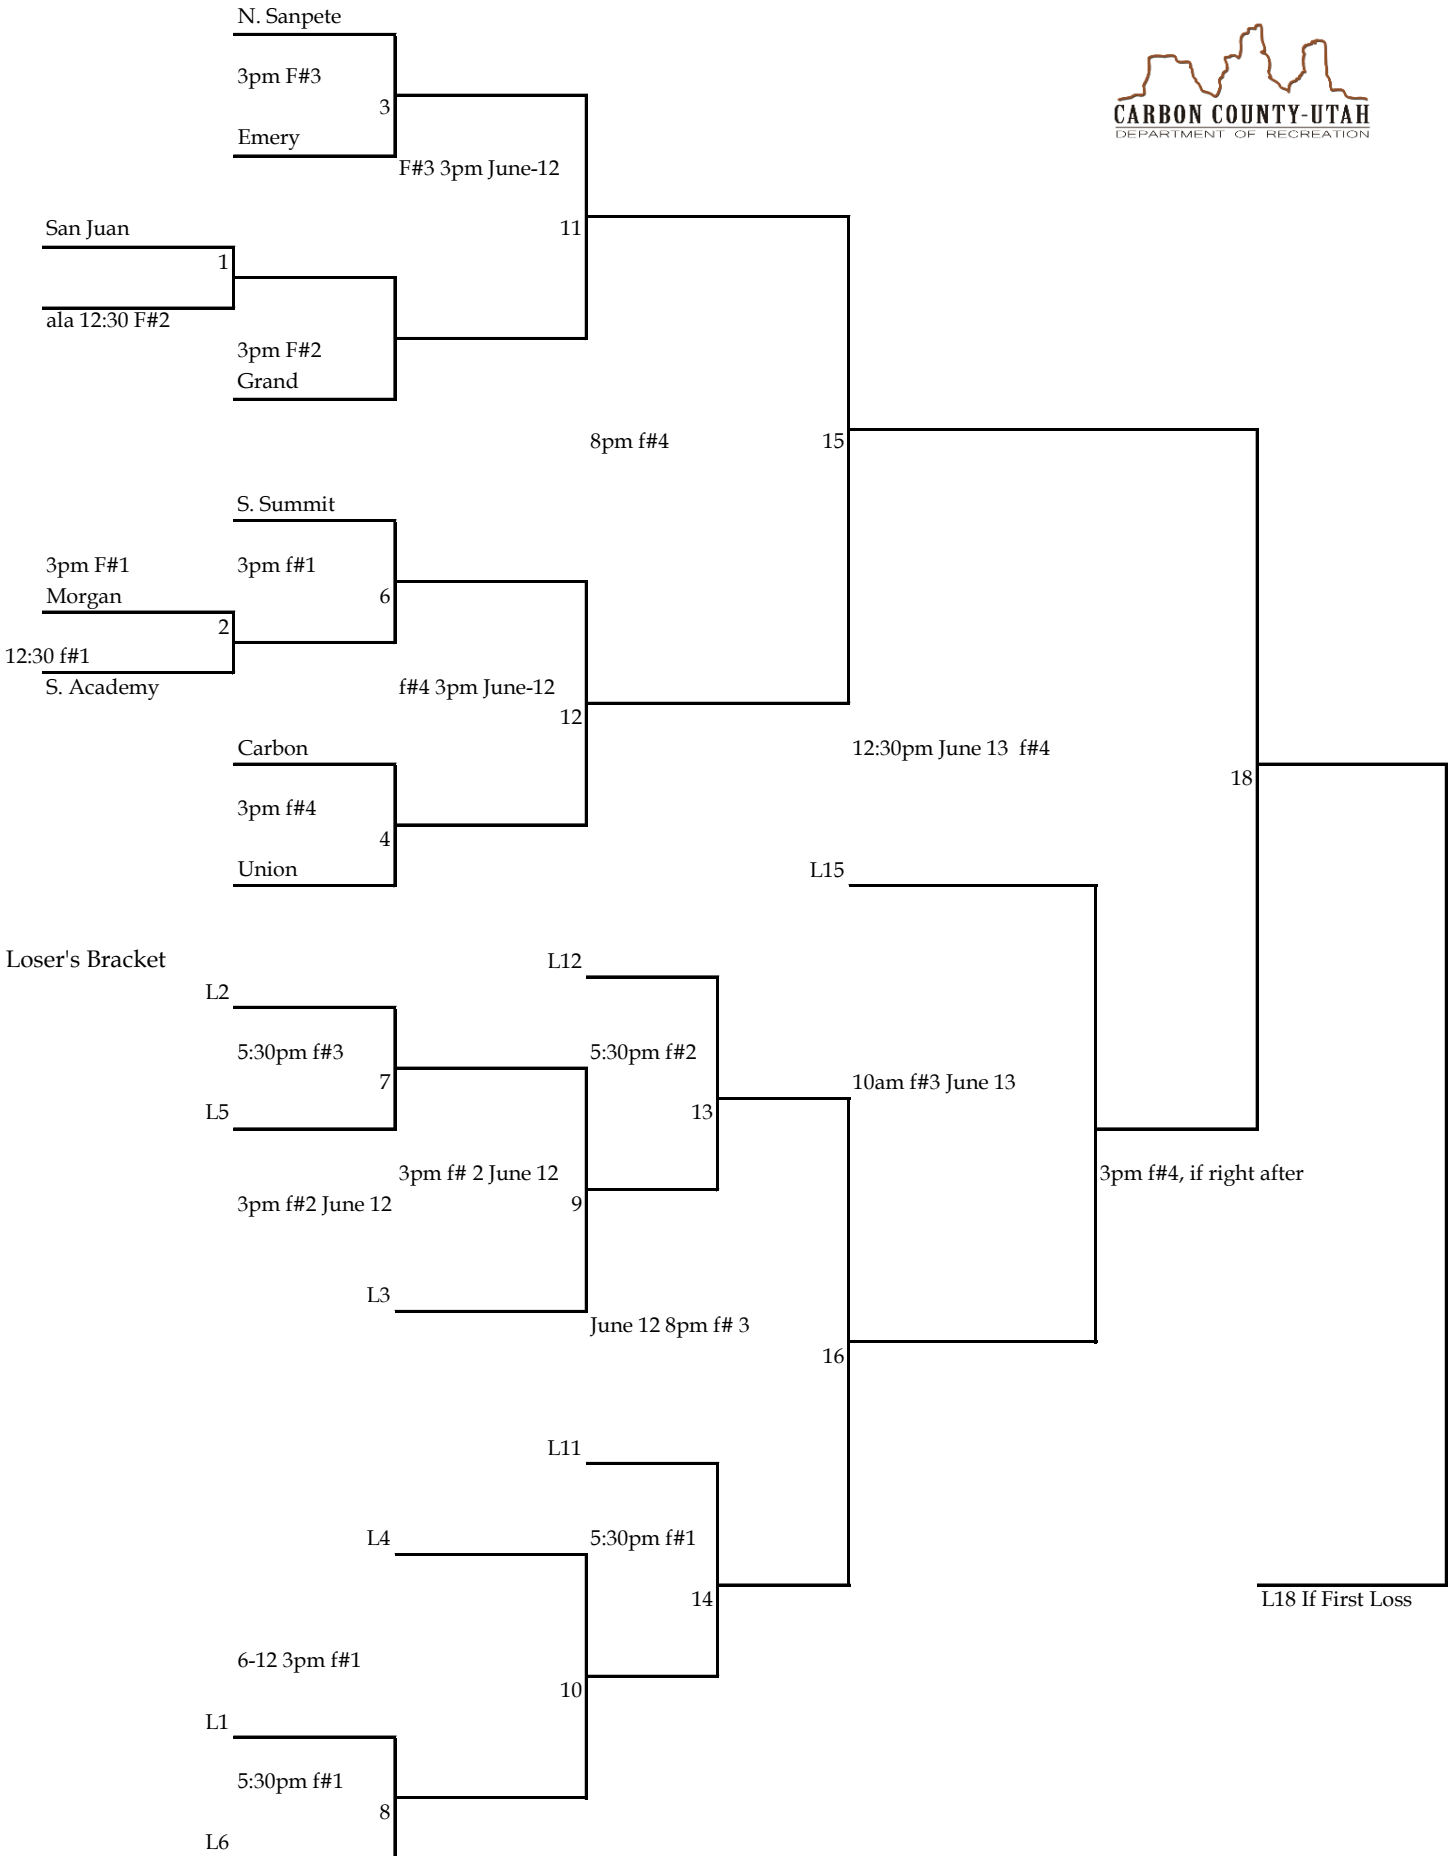 N. Sanpete
CARBON COUNTY-UTAH
DEPARTMENT OF RECREATION
3pm F#3
3
Emery
F#3 3pm June-12
San Juan
11
1
ala 12:30 F#2
3pm F#2
Grand
8pm f#4
15
S. Summit
3pm F#1
3pm f#1
Morgan
6
2
12:30 f#1
S. Academy
f#4 3pm June-12
12
Carbon
12:30pm June 13 f#4
18
3pm f#4
4
Union
L15
Loser's Bracket
L12
L2
5:30pm f#3
5:30pm f#2
7
10am f#3 June 13
L5
13
3pm f# 2 June 12
3pm f#4, if right after
3pm f#2 June 12
9
L3
June 12 8pm f# 3
16
L11
L4
5:30pm f#1
14
L18 If First Loss
6-12 3pm f#1
10
L1
5:30pm f#1
8
L6